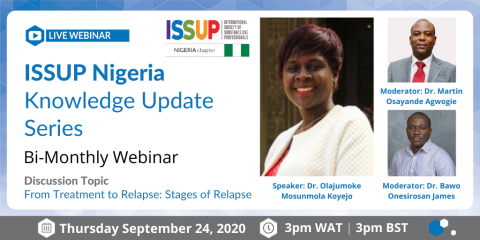 LIVE WEBINAR
ISSUP
INTERNATIONAL
SOCIETY OF
SUBSTANCE USE
PROFESSIONALS
NIGERIA chapter
ISSUP Nigeria
Knowledge Update
Series
Bi-Monthly Webinar
Discussion Topic
From Treatment to Relapse: Stages of Relapse
Speaker: Dr. Olajumoke
Mosunmola Koyejo
Moderator: Dr. Martin
Osayande Agwogie
Moderator: Dr. Bawo
Onesirosan James
Thursday September 24, 2020
3pm WAT | 3pm BST